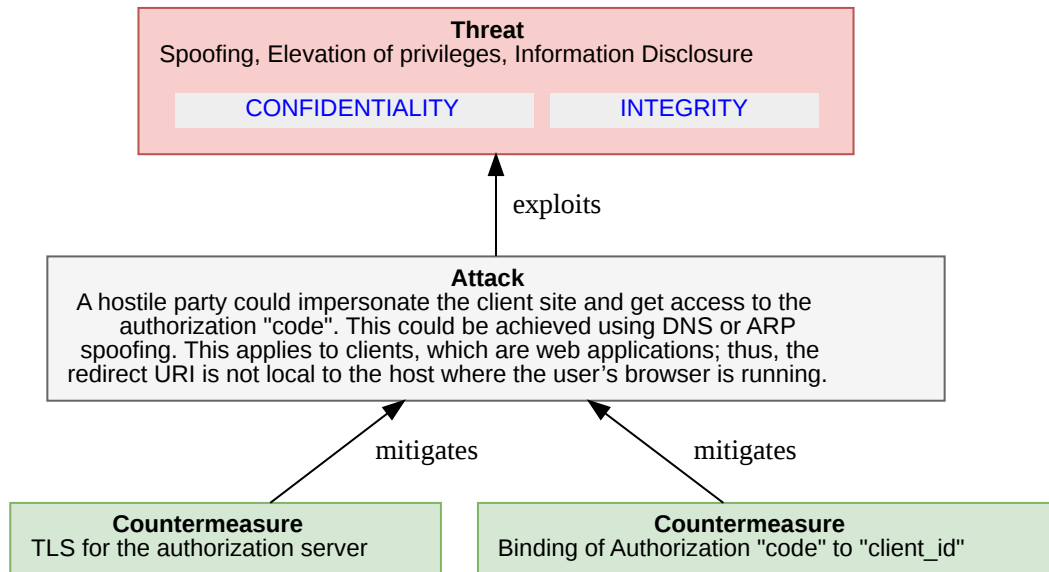 Threat
Spoofing, Elevation of privileges, Information Disclosure
CONFIDENTIALITY
INTEGRITY
exploits
Attack
A hostile party could impersonate the client site and get access to the
authorization "code". This could be achieved using DNS or ARP
spoofing. This applies to clients, which are web applications; thus, the
redirect URI is not local to the host where the user’s browser is running.
mitigates
mitigates
Countermeasure
TLS for the authorization server
Countermeasure
Binding of Authorization "code" to "client_id"